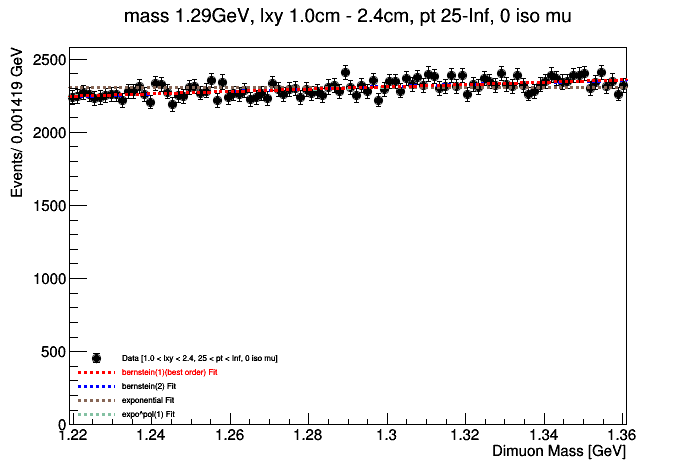 mass 1.29GeV, lxy 1.0cm - 2.4cm, pt 25-Inf, 0 iso mu
Events/ 0.001419 GeV
2500
2000
1500
1000
500
0
Data [1.0 < lxy < 2.4, 25 < pt < Inf, 0 iso mu]
bernstein(1)(best order) Fit
bernstein(2) Fit
exponential Fit
expo*pol(1) Fit
1.22 1.24 1.26 1.28 1.3 1.32 1.34 1.36
Dimuon Mass [GeV]